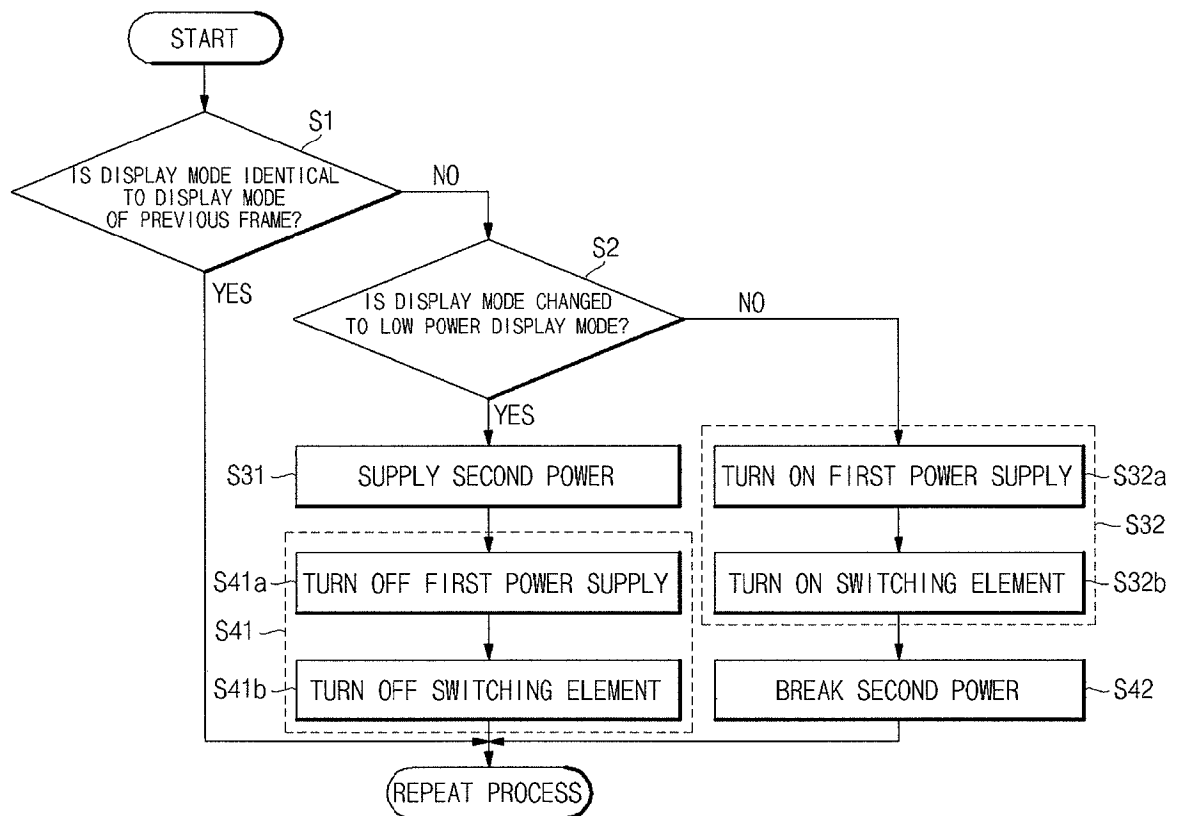 START
S1
IS DISPLAY MODE IDENTICAL
TO DISPLAY MODE
OF PREVIOUS FRAME?
NO
YES
S2
IS DISPLAY MODE CHANGED
TO LOW POWER DISPLAY MODE?
NO
YES
S31
SUPPLY SECOND POWER
TURN ON FIRST POWER SUPPLY
S32a
S32
S41a
TURN OFF FIRST POWER SUPPLY
TURN ON SWITCHING ELEMENT
S32b
S41
S41b
TURN OFF SWITCHING ELEMENT
BREAK SECOND POWER
S42
REPEAT PROCESS